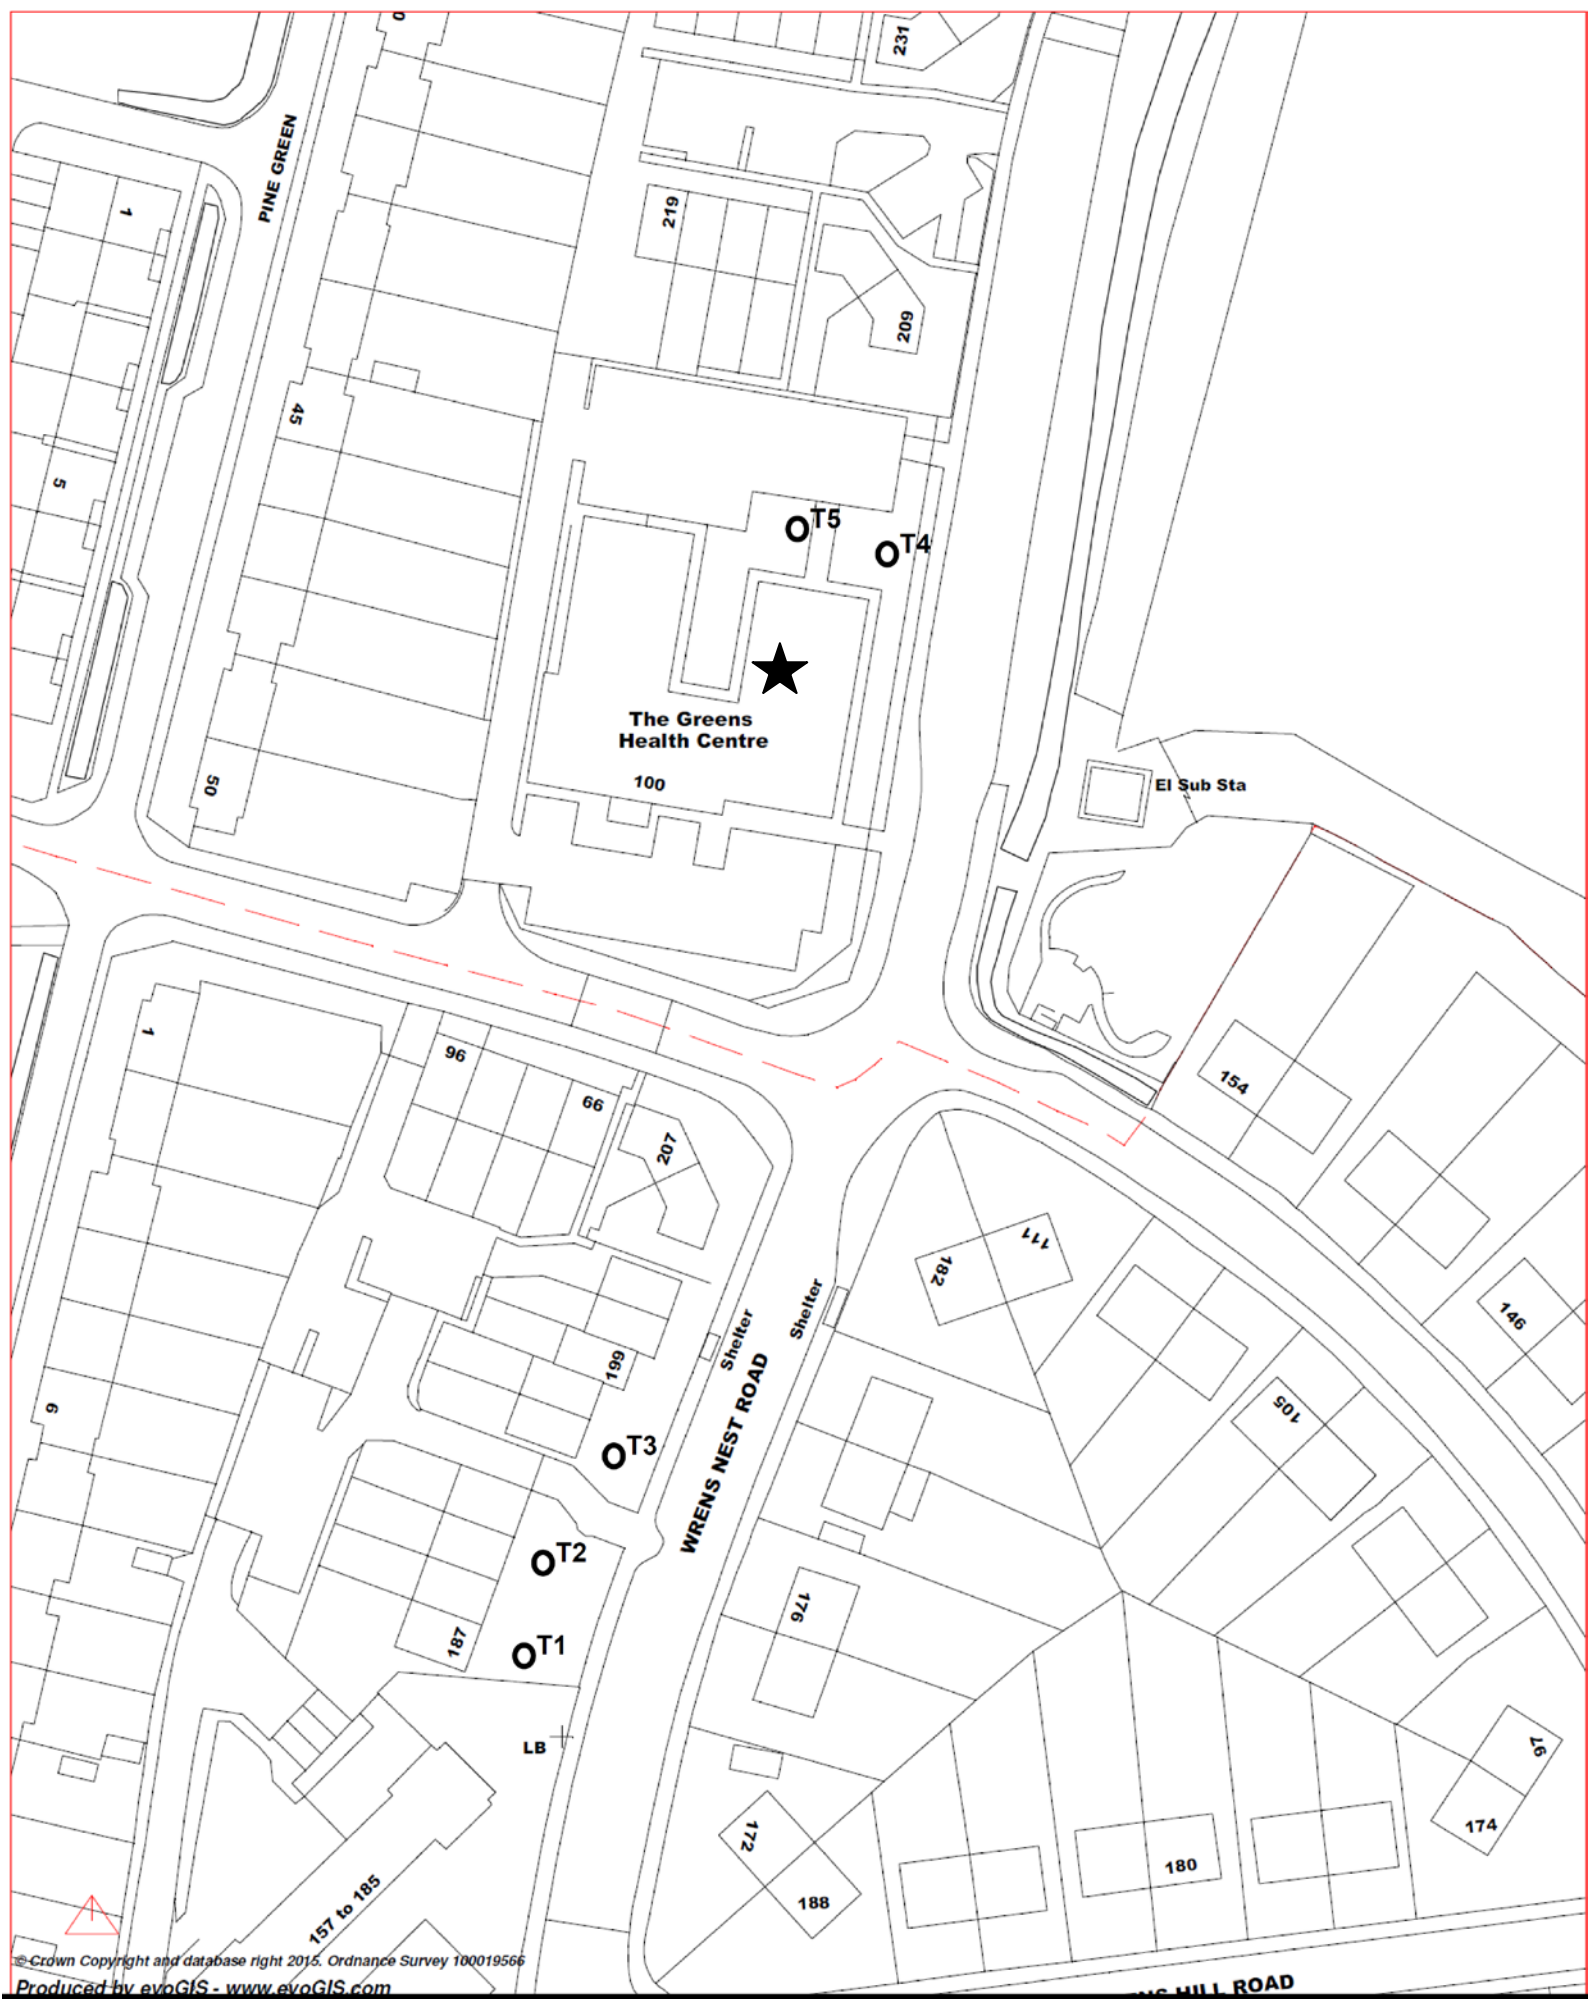 231
PINE GREEN
1
219
209
45
5
T5
T4
The Greens
Health Centre
100
50
El Sub Sta
1
96
66
207
154
111
182
146
Shelter
Shelter
199
105
6
T3
WRENS NEST ROAD
T2
176
187
T1
LB
97
174
172
180
188
157 to 185
© Crown Copyright and database right 2015. Ordnance Survey 100019566
Produced by evoGIS - www.evoGIS.com
HILL ROAD